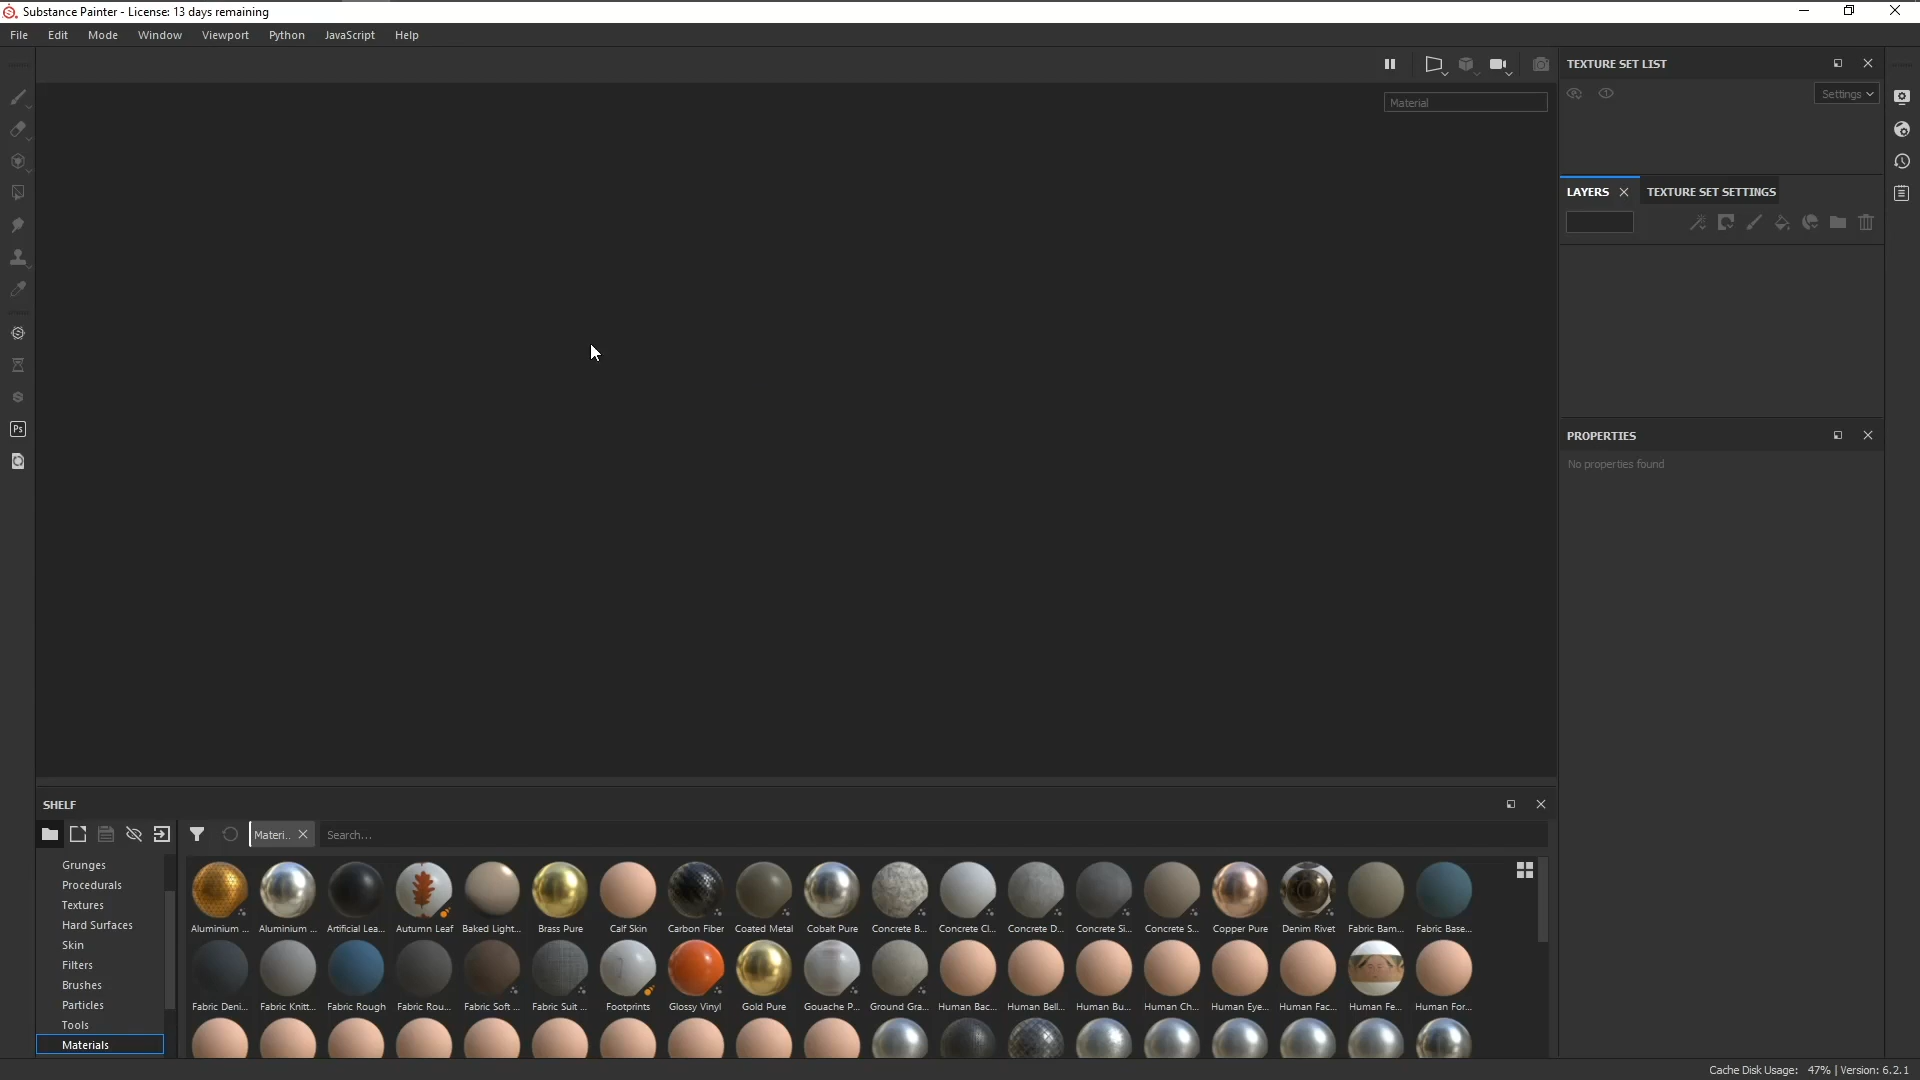 Substance Painter - License: 13 days remaining
File Edit Mode Window Viewport Python JavaScript Help
Material
TEXTURE SET LIST
Settings
LAYERS TEXTURE SET SETTINGS
Ps
PROPERTIES
No properties found
SHELF
Materi... Search...
Grunges
Procedurals
Textures
Hard Surfaces
Skin
Filters
Brushes
Particles
Tools
Materials
Aluminium ... Aluminium ... Artificial Lea... Autumn Leaf Baked Light... Brass Pure Calf Skin Carbon Fiber Coated Metal Cobalt Pure Concrete B... Concrete Cl... Concrete D... Concrete Si... Concrete S... Copper Pure Denim Rivet Fabric Bam... Fabric Base...
Fabric Deni... Fabric Knitt... Fabric Rough Fabric Rou... Fabric Soft ... Fabric Suit ... Footprints Glossy Vinyl Gold Pure Gouache P... Ground Gra... Human Bac... Human Bell... Human Bu... Human Ch... Human Eye... Human Fac... Human Fe... Human For...
Cache Disk Usage: 47% | Version: 6.2.1